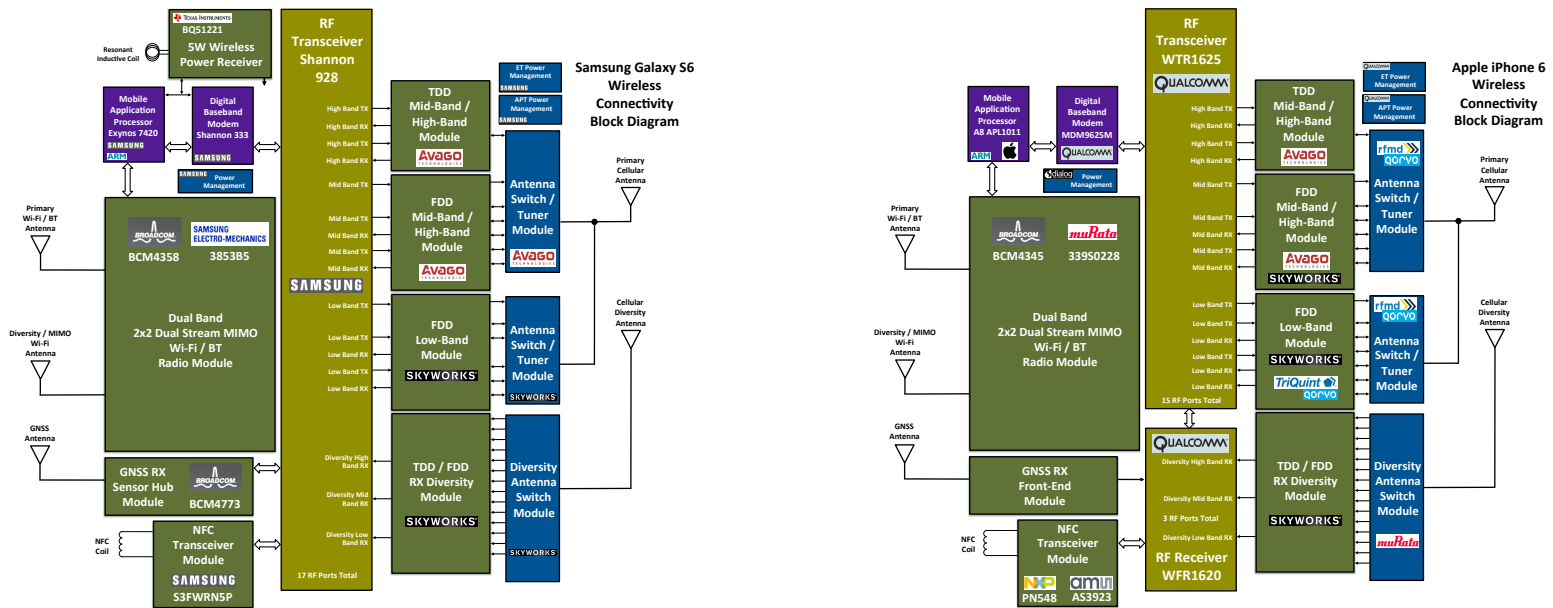 TEXAS INSTRUMENTS
BQ51221
5W Wireless
Power Receiver
Resonant
Inductive Coil
Mobile
Application
Processor
Exynos 7420
SAMSUNG
ARM
Digital
Baseband
Modem
Shannon 333
SAMSUNG
SAMSUNG
Power
Management
RF
Transceiver
Shannon
928
High Band TX
High Band RX
High Band TX
High Band RX
Mid Band TX
Mid Band TX
Mid Band RX
Mid Band TX
Mid Band RX
SAMSUNG
Low Band TX
Low Band TX
Low Band RX
Low Band TX
Low Band RX
Diversity High
Band RX
Diversity Mid
Band RX
Diversity Low
Band RX
17 RF Ports Total
TDD
Mid-Band /
High-Band
Module
AVAGO
TECHNOLOGIES
FDD
Mid-Band /
High-Band
Module
AVAGO
TECHNOLOGIES
FDD
Low-Band
Module
SKYWORKS
TDD / FDD
RX Diversity
Module
SKYWORKS
ET Power
Management
SAMSUNG
APT Power
Management
SAMSUNG
Antenna
Switch /
Tuner
Module
AVAGO
TECHNOLOGIES
Antenna
Switch /
Tuner
Module
SKYWORKS
Diversity
Antenna
Switch
Module
SKYWORKS
Samsung Galaxy S6
Wireless
Connectivity
Block Diagram
Primary
Cellular
Antenna
Cellular
Diversity
Antenna
Primary
Wi-Fi / BT
Antenna
Diversity / MIMO
Wi-Fi
Antenna
GNSS
Antenna
NFC
Coil
BROADCOM
BCM4358
SAMSUNG
ELECTRO-MECHANICS
3853B5
Dual Band
2x2 Dual Stream MIMO
Wi-Fi / BT
Radio Module
GNSS RX
Sensor Hub
Module
BROADCOM
BCM4773
NFC
Transceiver
Module
SAMSUNG
S3FWRN5P
Mobile
Application
Processor
A8 APL1011
ARM
Digital
Baseband
Modem
MDM9625M
QUALCOMM
dialog
Power
Management
RF
Transceiver
WTR1625
QUALCOMM
High Band TX
High Band RX
High Band TX
High Band RX
Mid Band TX
Mid Band TX
Mid Band RX
Mid Band TX
Mid Band RX
Low Band TX
Low Band TX
Low Band RX
Low Band TX
Low Band RX
15 RF Ports Total
QUALCOMM
Diversity High Band RX
Diversity Mid Band RX
3 RF Ports Total
Diversity Low Band RX
RF Receiver
WFR1620
TDD
Mid-Band /
High-Band
Module
AVAGO
TECHNOLOGIES
FDD
Mid-Band /
High-Band
Module
AVAGO
TECHNOLOGIES
SKYWORKS
FDD
Low-Band
Module
SKYWORKS
TriQuint
QORVO
TDD / FDD
RX Diversity
Module
SKYWORKS
QUALCOMM
ET Power
Management
QUALCOMM
APT Power
Management
rfmd
QORVO
Antenna
Switch /
Tuner
Module
rfmd
QORVO
Antenna
Switch /
Tuner
Module
Diversity
Antenna
Switch
Module
muRata
Apple iPhone 6
Wireless
Connectivity
Block Diagram
Primary
Cellular
Antenna
Cellular
Diversity
Antenna
Primary
Wi-Fi / BT
Antenna
Diversity / MIMO
Wi-Fi
Antenna
GNSS
Antenna
NFC
Coil
BROADCOM
BCM4345
muRata
339S0228
Dual Band
2x2 Dual Stream MIMO
Wi-Fi / BT
Radio Module
GNSS RX
Front-End
Module
NFC
Transceiver
Module
NXP
PN548
amu
AS3923